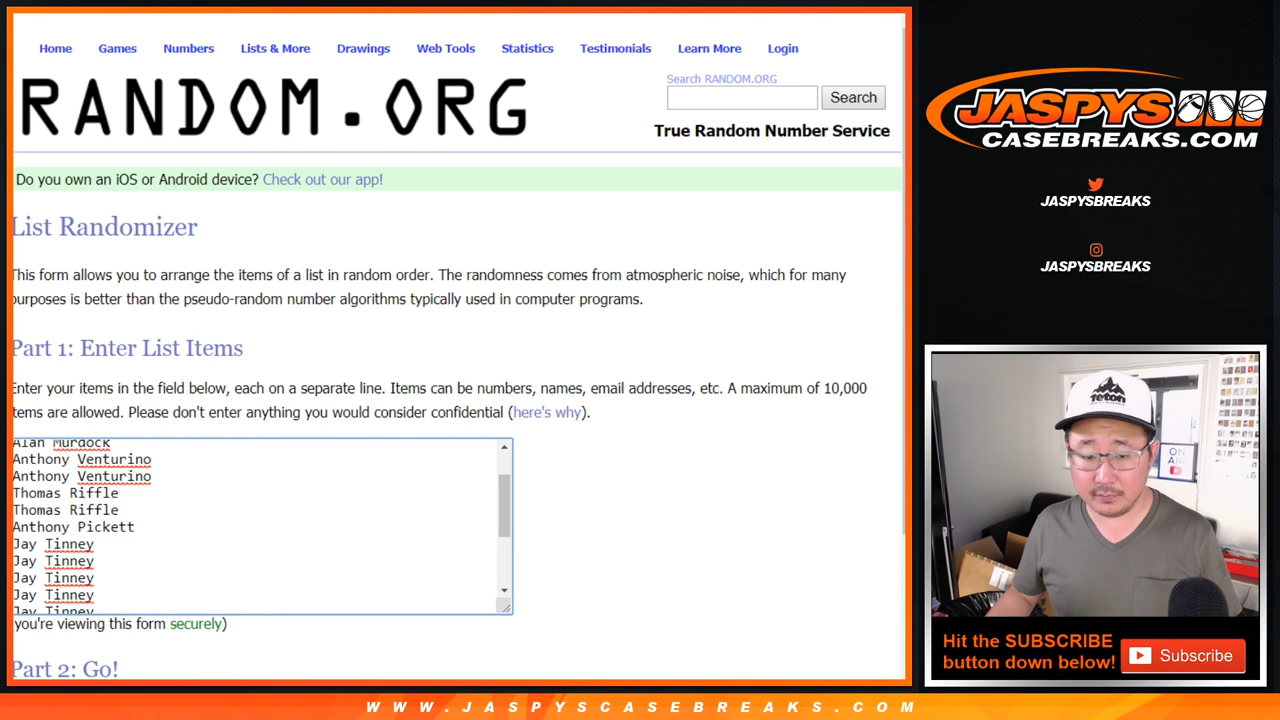 Home Games Numbers Lists & More Drawings Web Tools Statistics Testimonials Learn More Login
RANDOM.ORG
Search RANDOM.ORG
Search
True Random Number Service
Do you own an iOS or Android device? Check out our app!
List Randomizer
This form allows you to arrange the items of a list in random order. The randomness comes from atmospheric noise, which for many
purposes is better than the pseudo-random number algorithms typically used in computer programs.
Part 1: Enter List Items
Enter your items in the field below, each on a separate line. Items can be numbers, names, email addresses, etc. A maximum of 10,000
items are allowed. Please don't enter anything you would consider confidential (here's why).
Alan Murdock
Anthony Venturino
Anthony Venturino
Thomas Riffle
Thomas Riffle
Anthony Pickett
Jay Tinney
Jay Tinney
Jay Tinney
Jay Tinney
Jay Tinney
you're viewing this form securely)
Part 2: Go!
JASPYS
CASEBREAKS.COM
JASPYSBREAKS
JASPYSBREAKS
teton
ON
AIR
Hit the SUBSCRIBE
button down below!
Subscribe
WWW.JASPYSCASEBREAKS.COM